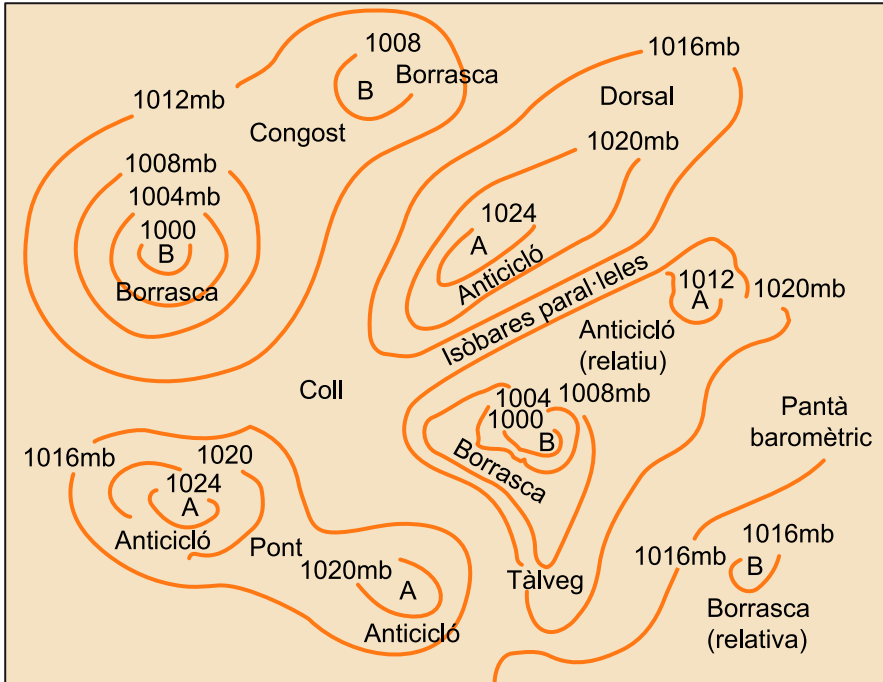 1008
B
Borrasca
1012mb
Congost
1008mb
1004mb
1000
B
Borrasca
1016mb
Dorsal
1020mb
1024
A
Anticicló
Isòbares paral·leles
1012
A
1020mb
Anticicló
(relatiu)
Coll
1004
1008mb
1000
B
Borrasca
Pantà
baromètric
1016mb
1020
1024
A
Anticicló
Pont
1020mb
A
Anticicló
Tàlveg
1016mb
1016mb
B
Borrasca
(relativa)